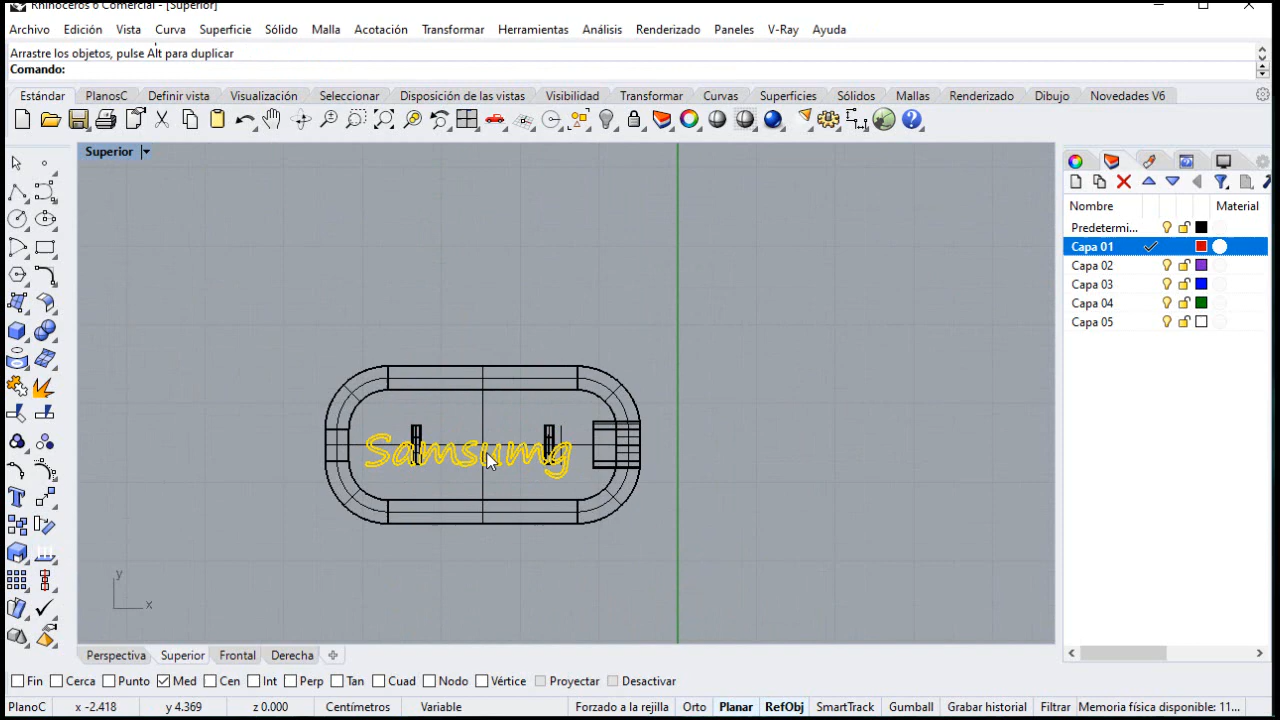 Rhinoceros 6 Comercial - [Superior]
Archivo Edición Vista Curva Superficie Sólido Malla Acotación Transformar Herramientas Análisis Renderizado Paneles V-Ray Ayuda
Arrastre los objetos, pulse Alt para duplicar
Comando:
Estándar PlanosC Definir vista Visualización Seleccionar Disposición de las vistas Visibilidad Transformar Curvas Superficies Sólidos Mallas Renderizado Dibujo Novedades V6
Superior
Nombre Material
Predetermi...
Capa 01
Capa 02
Capa 03
Capa 04
Capa 05
Samsumg
y
x
Perspectiva Superior Frontal Derecha
Fin Cerca Punto Med Cen Int Perp Tan Cuad Nodo Vértice Proyectar Desactivar
PlanoC x -2.418 y 4.369 z 0.000 Centímetros Variable Forzado a la rejilla Orto Planar RefObj SmartTrack Gumball Grabar historial Filtrar Memoria física disponible: 11...